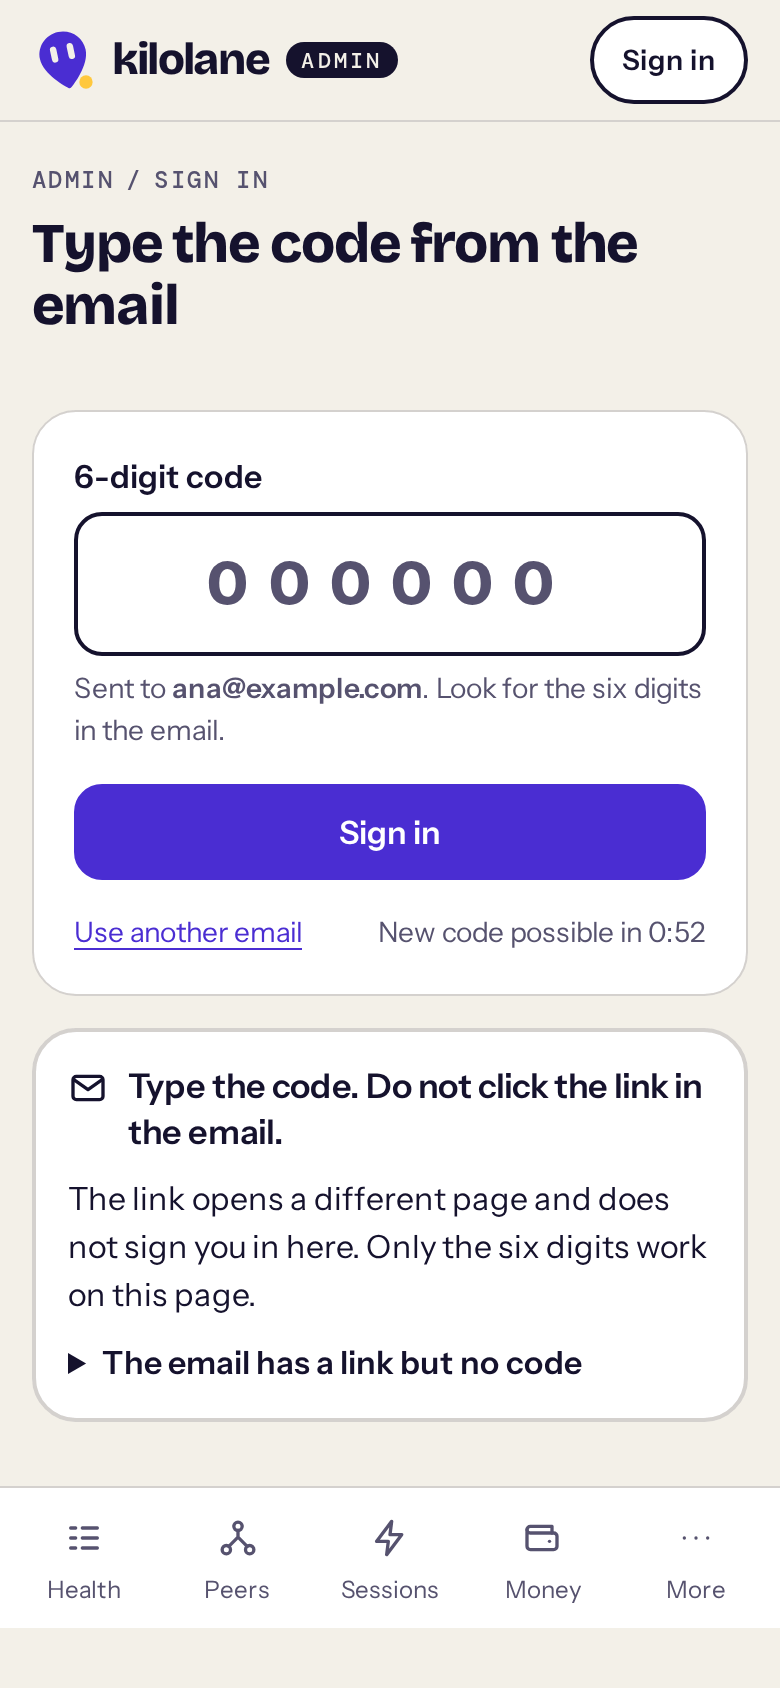 kilolane ADMIN Sign in
ADMIN / SIGN IN
Type the code from the
email
6-digit code
0 0 0 0 0 0
Sent to ana@example.com. Look for the six digits
in the email.
Sign in
Use another email New code possible in 0:52
Type the code. Do not click the link in
the email.
The link opens a different page and does
not sign you in here. Only the six digits work
on this page.
The email has a link but no code
Health Peers Sessions Money More